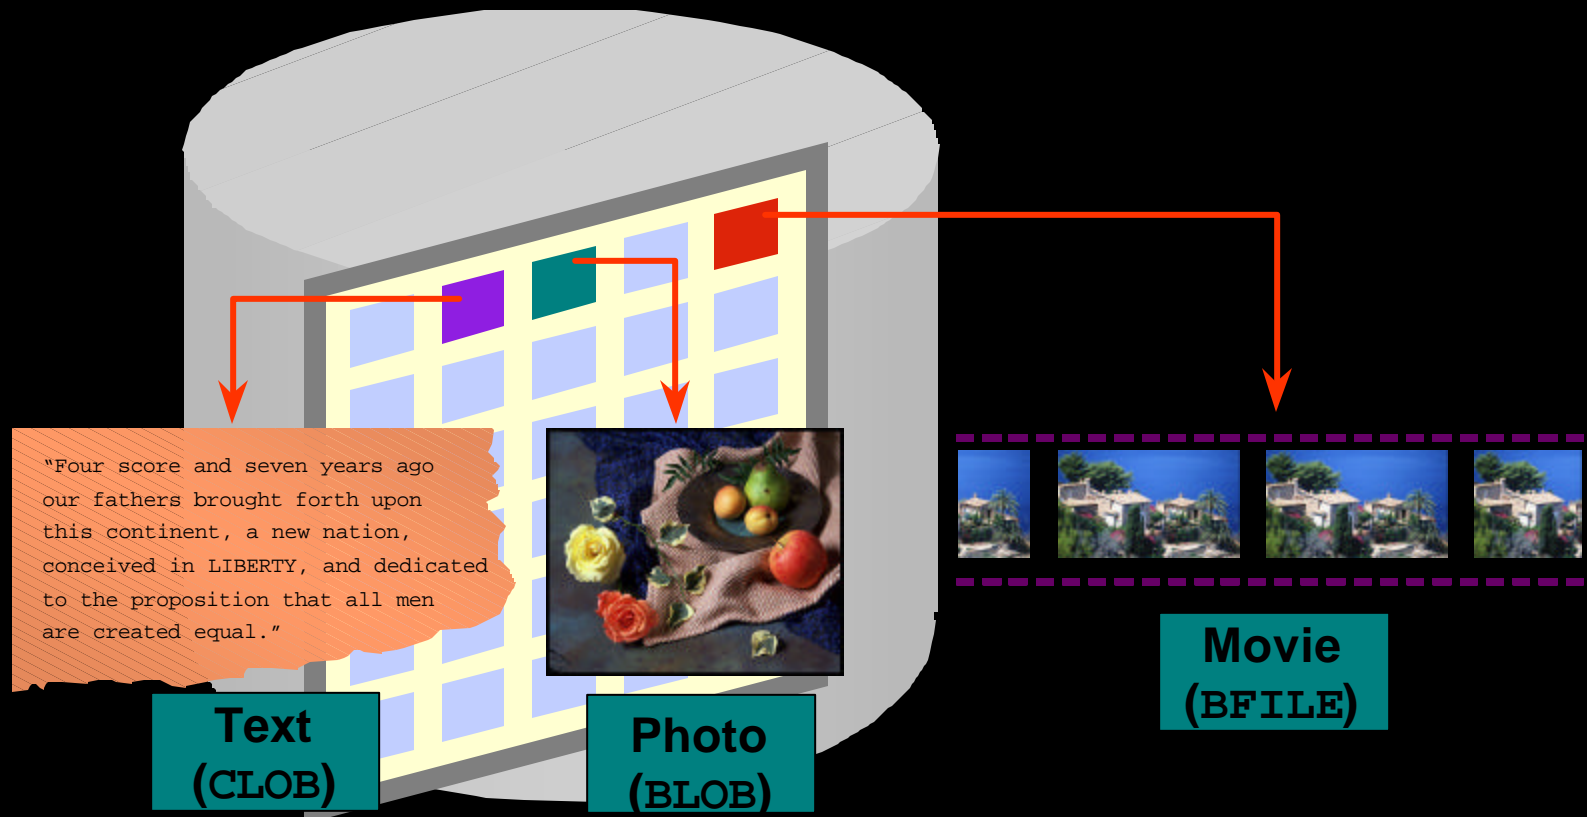 “Four score and seven years ago
our fathers brought forth upon
this continent, a new nation,
conceived in LIBERTY, and dedicated
to the proposition that all men
are created equal.”
Text
(CLOB)
Photo
(BLOB)
Movie
(BFILE)